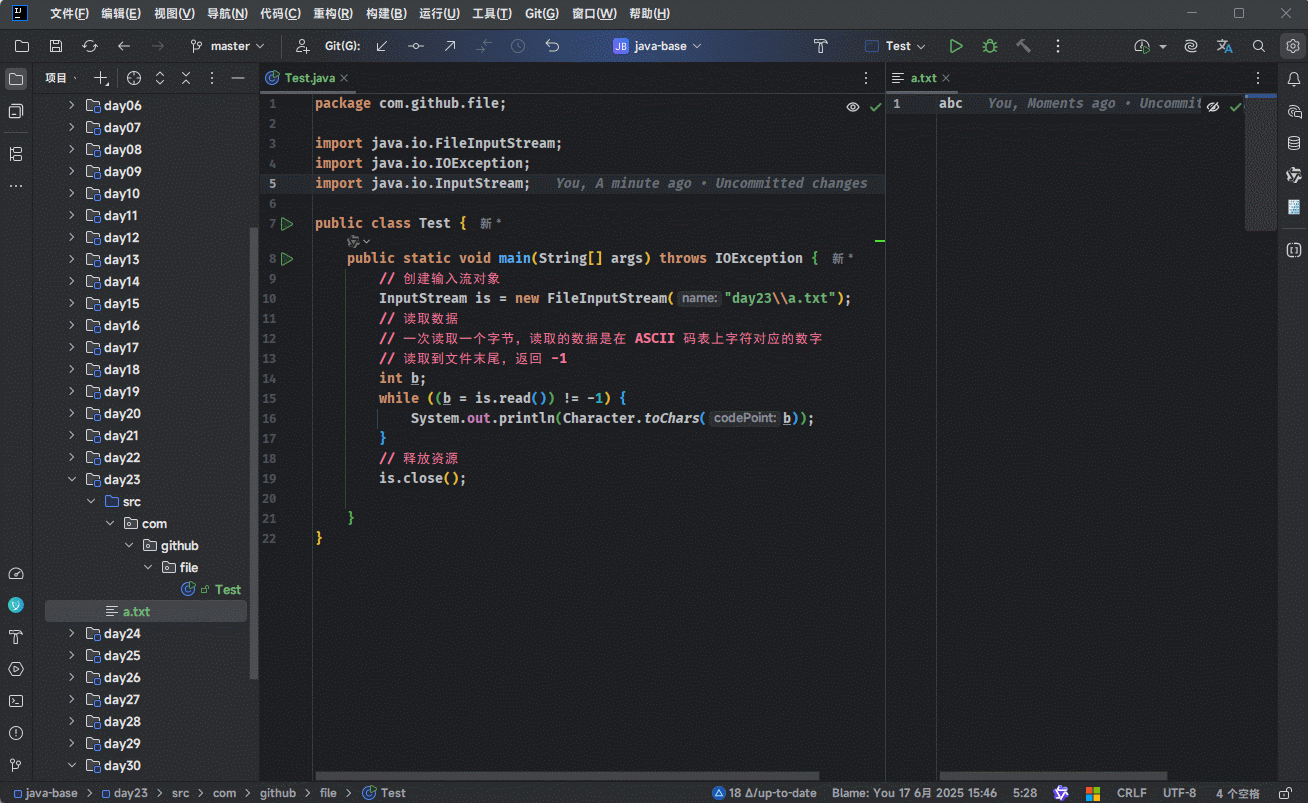 文件(F) 编辑(E) 视图(V) 导航(N) 代码(C) 重构(R) 构建(B) 运行(U) 工具(T) Git(G) 窗口(W) 帮助(H)
master Git(G): JB java-base Test
项目
day06
day07
day08
day09
day10
day11
day12
day13
day14
day15
day16
day17
day18
day19
day20
day21
day22
day23
src
com
github
file
Test
a.txt
day24
day25
day26
day27
day28
day29
day30
Test.java
1 package com.github.file;
2
3 import java.io.FileInputStream;
4 import java.io.IOException;
5 import java.io.InputStream; You, A minute ago • Uncommitted changes
6
7 public class Test { 新 *
8 public static void main(String[] args) throws IOException { 新 *
9 // 创建输入流对象
10 InputStream is = new FileInputStream( name: "day23\\a.txt");
11 // 读取数据
12 // 一次读取一个字节，读取的数据是在 ASCII 码表上字符对应的数字
13 // 读取到文件末尾，返回 -1
14 int b;
15 while ((b = is.read()) != -1) {
16 System.out.println(Character.toChars( codePoint: b));
17 }
18 // 释放资源
19 is.close();
20
21 }
22 }
a.txt
1 abc You, Moments ago • Uncommit
java-base > day23 > src > com > github > file > Test 18 Δ/up-to-date Blame: You 17 6月 2025 15:46 5:28 CRLF UTF-8 4 个空格